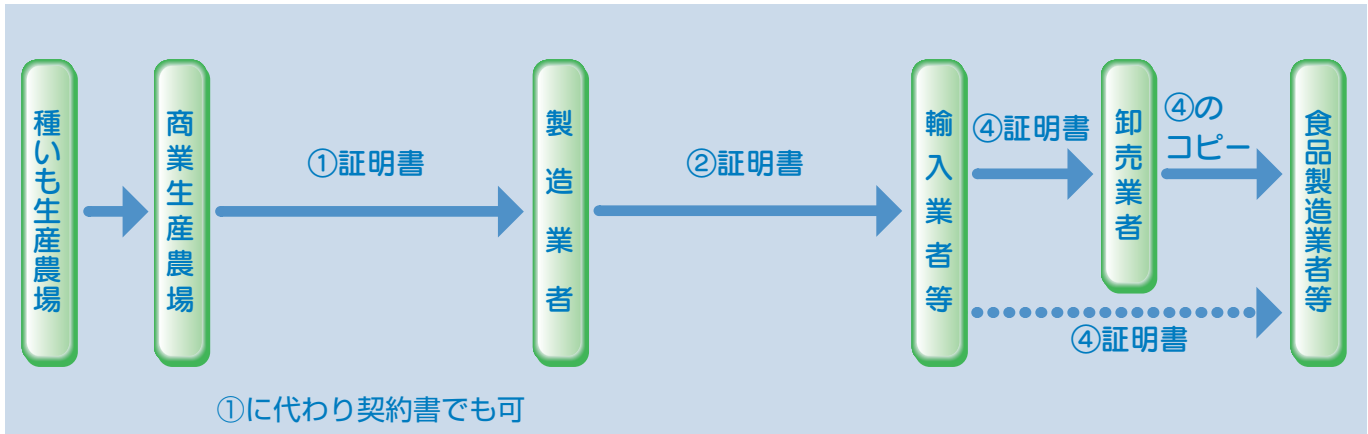 種いも生産農場
商業生産農場
①証明書
製造業者
②証明書
輸入業者等
④証明書
卸売業者
④の
コピー
食品製造業者等
④証明書
①に代わり契約書でも可